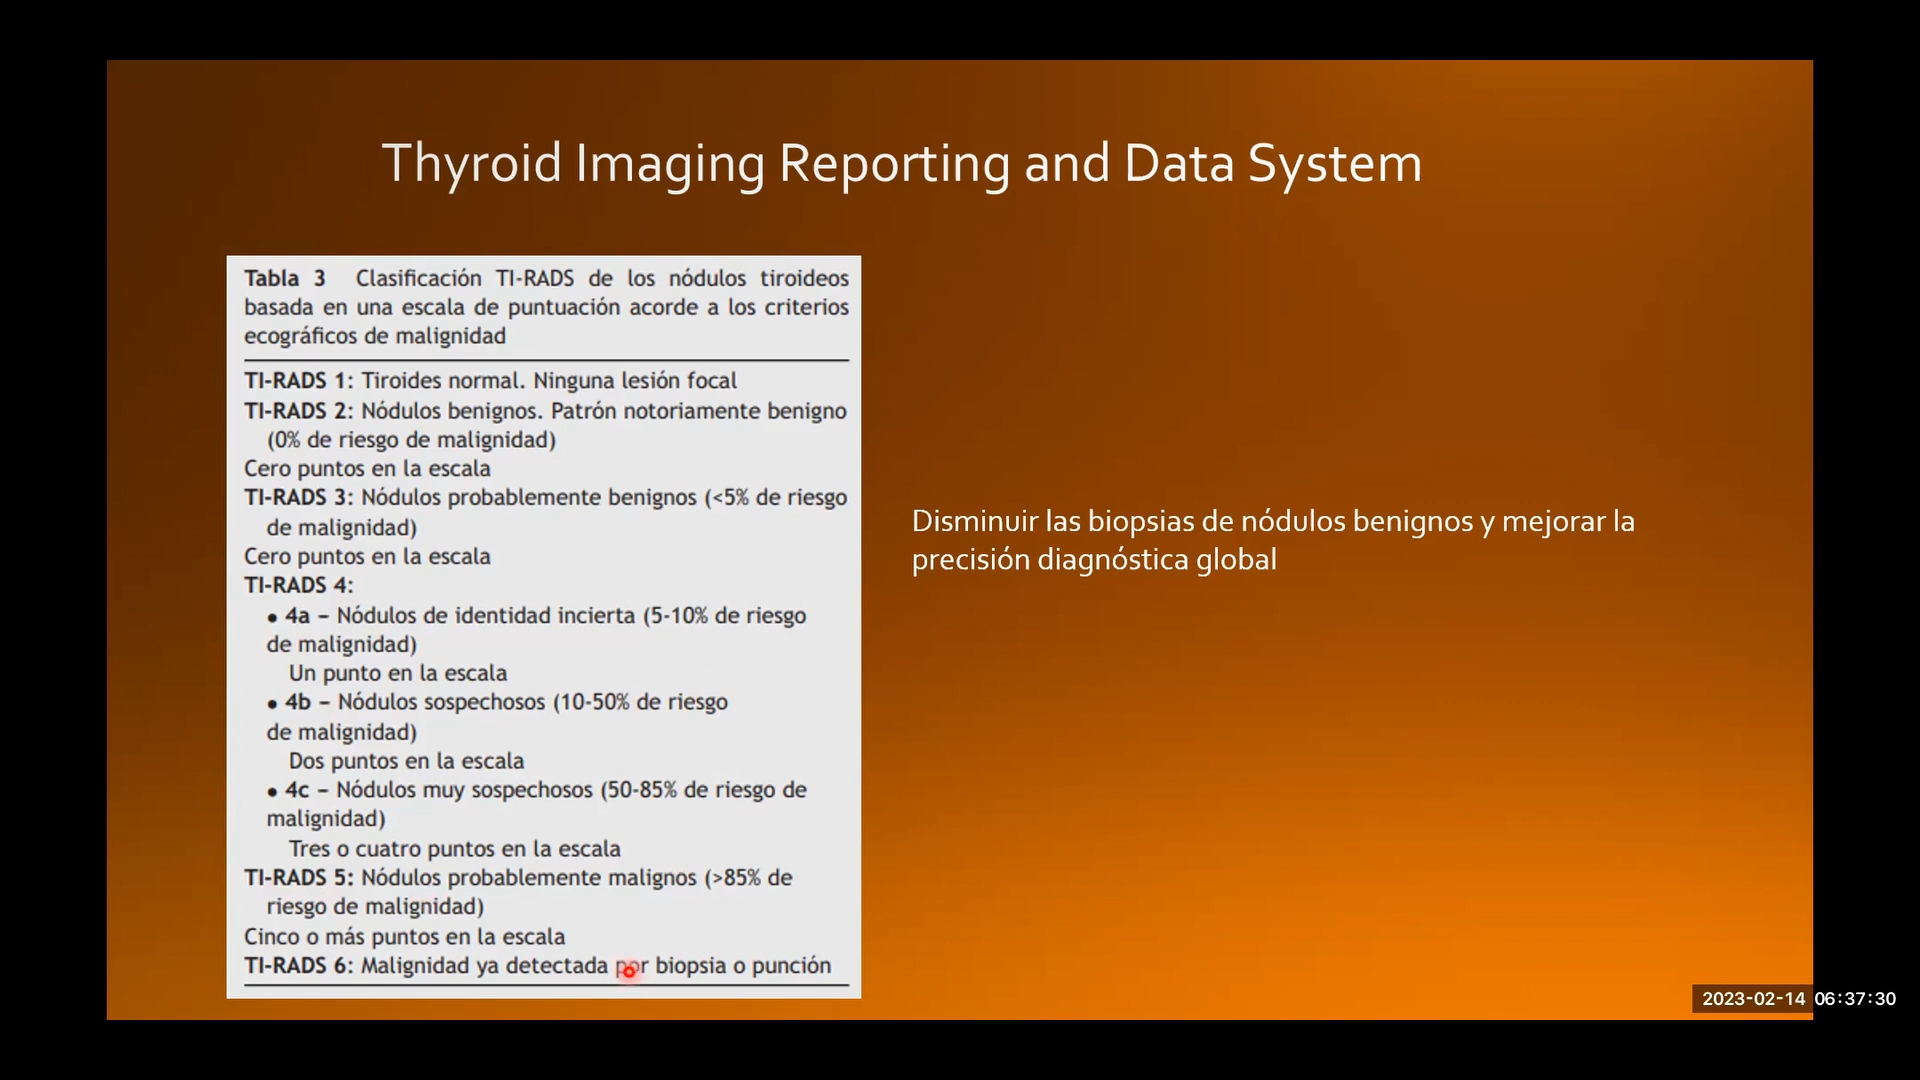 Thyroid Imaging Reporting and Data System
Tabla 3 Clasificación TI-RADS de los nódulos tiroideos
basada en una escala de puntuación acorde a los criterios
ecográficos de malignidad
TI-RADS 1: Tiroides normal. Ninguna lesión focal
TI-RADS 2: Nódulos benignos. Patrón notoriamente benigno
(0% de riesgo de malignidad)
Cero puntos en la escala
TI-RADS 3: Nódulos probablemente benignos (<5% de riesgo
de malignidad)
Cero puntos en la escala
TI-RADS 4:
• 4a – Nódulos de identidad incierta (5-10% de riesgo
de malignidad)
Un punto en la escala
• 4b – Nódulos sospechosos (10-50% de riesgo
de malignidad)
Dos puntos en la escala
• 4c – Nódulos muy sospechosos (50-85% de riesgo de
malignidad)
Tres o cuatro puntos en la escala
TI-RADS 5: Nódulos probablemente malignos (>85% de
riesgo de malignidad)
Cinco o más puntos en la escala
TI-RADS 6: Malignidad ya detectada por biopsia o punción
Disminuir las biopsias de nódulos benignos y mejorar la
precisión diagnóstica global
2023-02-14 06:37:30